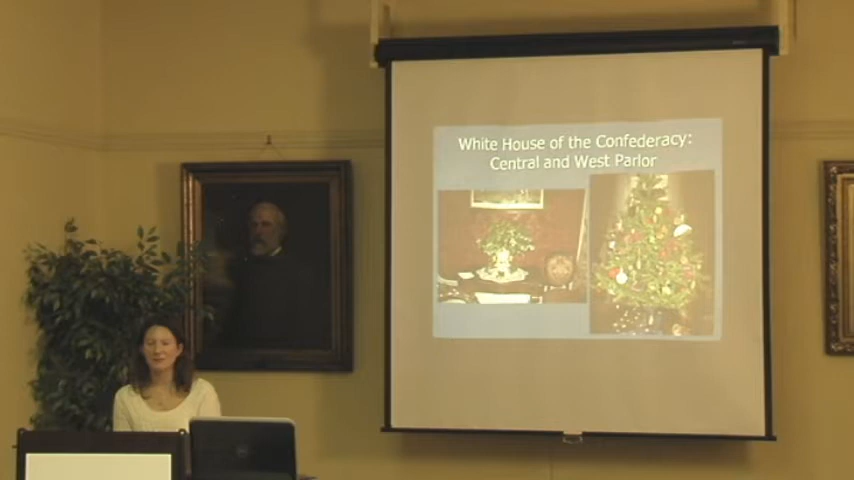 White House of the Confederacy:
Central and West Parlor